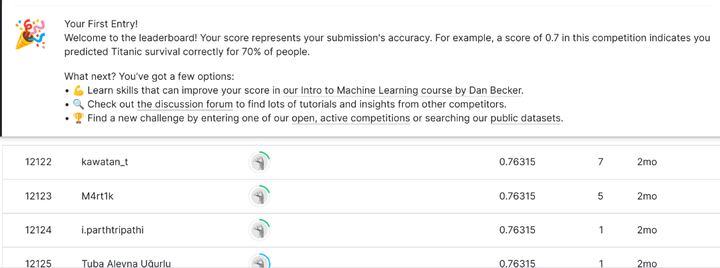 Your First Entry!
Welcome to the leaderboard! Your score represents your submission's accuracy. For example, a score of 0.7 in this competition indicates you
predicted Titanic survival correctly for 70% of people.
What next? You've got a few options:
• 💪 Learn skills that can improve your score in our Intro to Machine Learning course by Dan Becker.
• 🔍 Check out the discussion forum to find lots of tutorials and insights from other competitors.
• 🏆 Find a new challenge by entering one of our open, active competitions or searching our public datasets.
12122 kawatan_t 0.76315 7 2mo
12123 M4rt1k 0.76315 5 2mo
12124 i.parthtripathi 0.76315 1 2mo
12125 Tuba Aleyna Uğurlu 0.76315 1 2mo